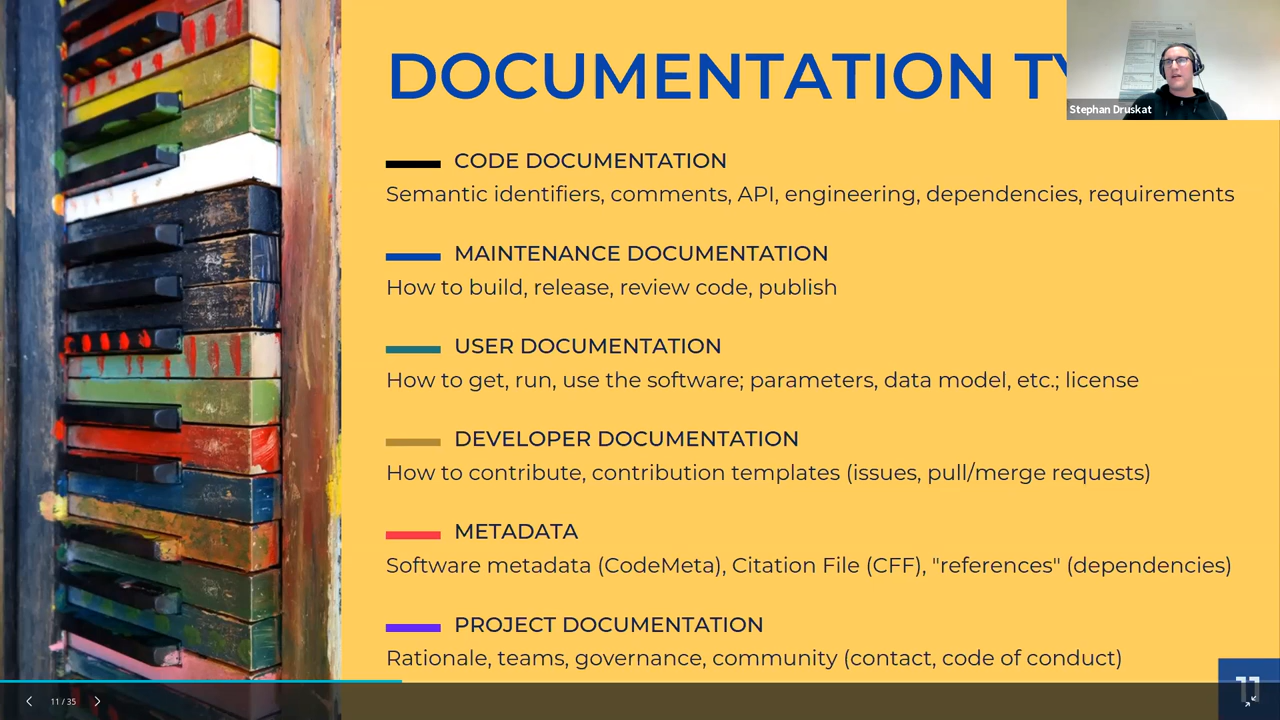 DOCUMENTATION TY
Stephan Druskat
CODE DOCUMENTATION
Semantic identifiers, comments, API, engineering, dependencies, requirements
MAINTENANCE DOCUMENTATION
How to build, release, review code, publish
USER DOCUMENTATION
How to get, run, use the software; parameters, data model, etc.; license
DEVELOPER DOCUMENTATION
How to contribute, contribution templates (issues, pull/merge requests)
METADATA
Software metadata (CodeMeta), Citation File (CFF), "references" (dependencies)
PROJECT DOCUMENTATION
Rationale, teams, governance, community (contact, code of conduct)
11 / 35
11